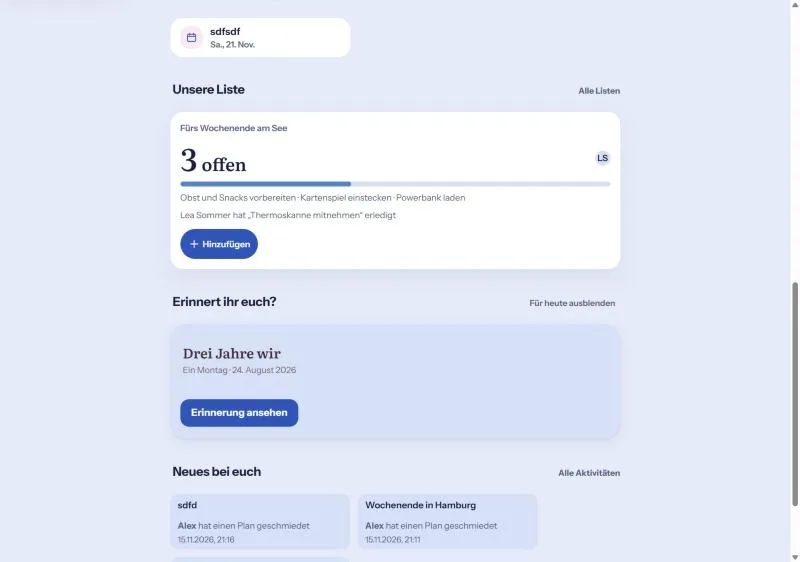 sdfsdf
Sa., 21. Nov.
Unsere Liste
Alle Listen
Fürs Wochenende am See
3 offen
LS
Obst und Snacks vorbereiten · Kartenspiel einstecken · Powerbank laden
Lea Sommer hat „Thermoskanne mitnehmen“ erledigt
+ Hinzufügen
Erinnert ihr euch?
Für heute ausblenden
Drei Jahre wir
Ein Montag · 24. August 2026
Erinnerung ansehen
Neues bei euch
Alle Aktivitäten
sdfd
Alex hat einen Plan geschmiedet
15.11.2026, 21:16
Wochenende in Hamburg
Alex hat einen Plan geschmiedet
15.11.2026, 21:11